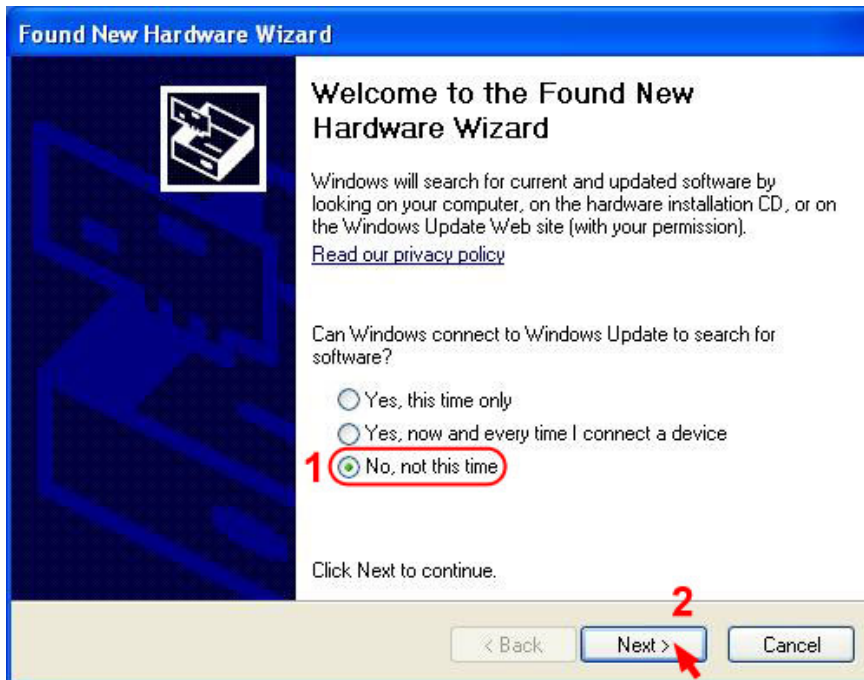 Found New Hardware Wizard
Welcome to the Found New
Hardware Wizard
Windows will search for current and updated software by
looking on your computer, on the hardware installation CD, or on
the Windows Update Web site (with your permission).
Read our privacy policy
Can Windows connect to Windows Update to search for
software?
Yes, this time only
Yes, now and every time I connect a device
1 No, not this time
Click Next to continue.
2
< Back Next > Cancel